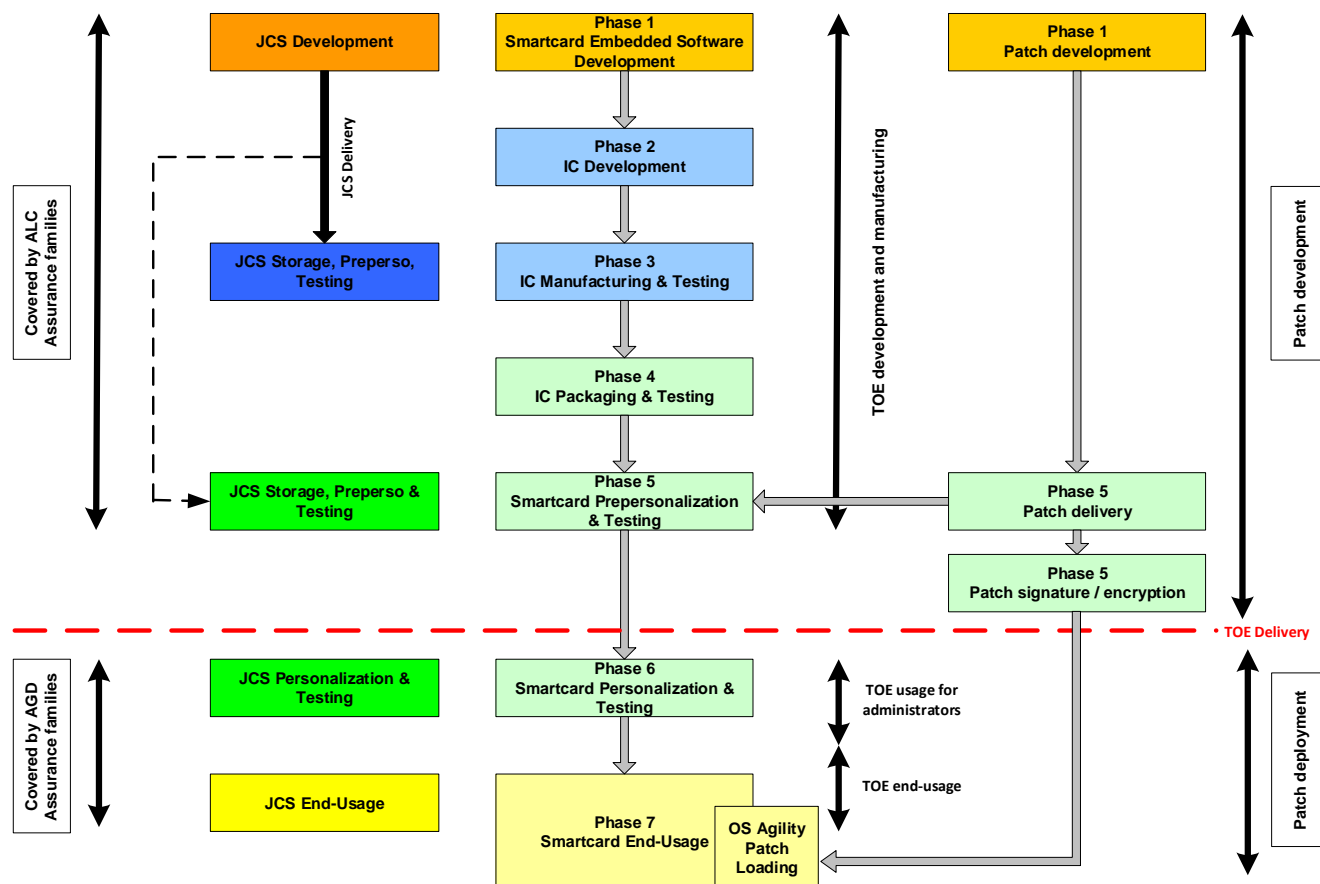 JCS Development
Phase 1
Smartcard Embedded Software
Development
Phase 1
Patch development
JCS Delivery
Phase 2
IC Development
Covered by ALC
Assurance families
JCS Storage, Preperso,
Testing
Phase 3
IC Manufacturing & Testing
TOE development and manufacturing
Patch development
Phase 4
IC Packaging & Testing
JCS Storage, Preperso &
Testing
Phase 5
Smartcard Prepersonalization
& Testing
Phase 5
Patch delivery
Phase 5
Patch signature / encryption
TOE Delivery
Covered by AGD
Assurance families
JCS Personalization &
Testing
Phase 6
Smartcard Personalization &
Testing
TOE usage for
administrators
Patch deployment
JCS End-Usage
Phase 7
Smartcard End-Usage
TOE end-usage
OS Agility
Patch
Loading